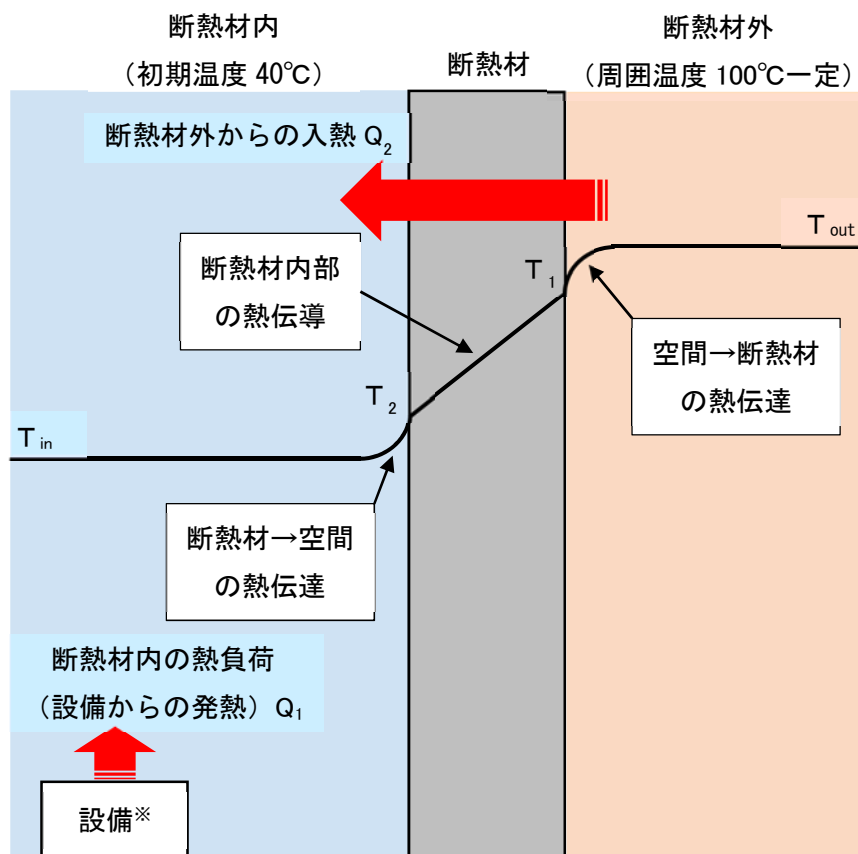 断熱材内
（初期温度 40℃）
断熱材
断熱材外
（周囲温度 100℃一定）
断熱材外からの入熱 Q₂
T out
断熱材内部
の熱伝導
T₁
空間→断熱材
の熱伝達
T₂
T in
断熱材→空間
の熱伝達
断熱材内の熱負荷
（設備からの発熱）Q₁
設備※